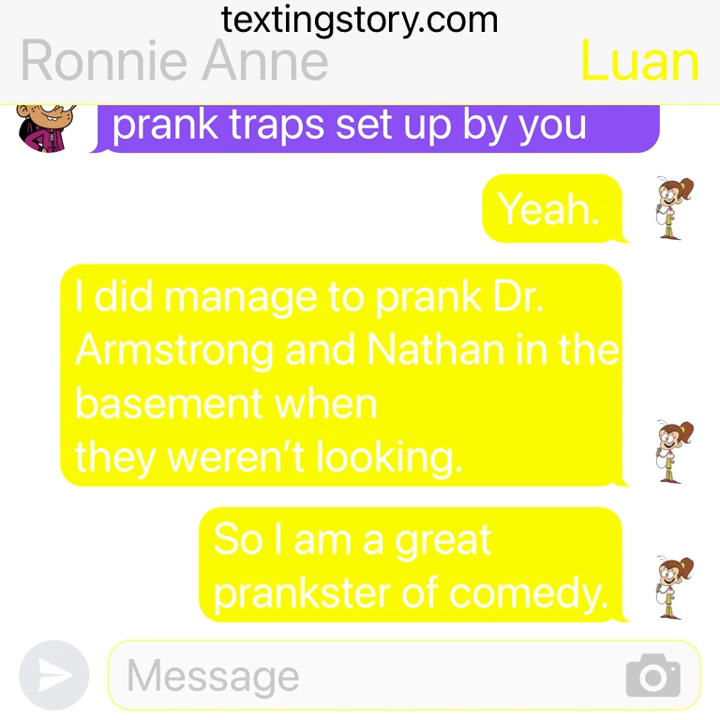 textingstory.com
Ronnie Anne
Luan
prank traps set up by you
Yeah.
I did manage to prank Dr.
Armstrong and Nathan in the
basement when
they weren't looking.
So I am a great
prankster of comedy.
Message